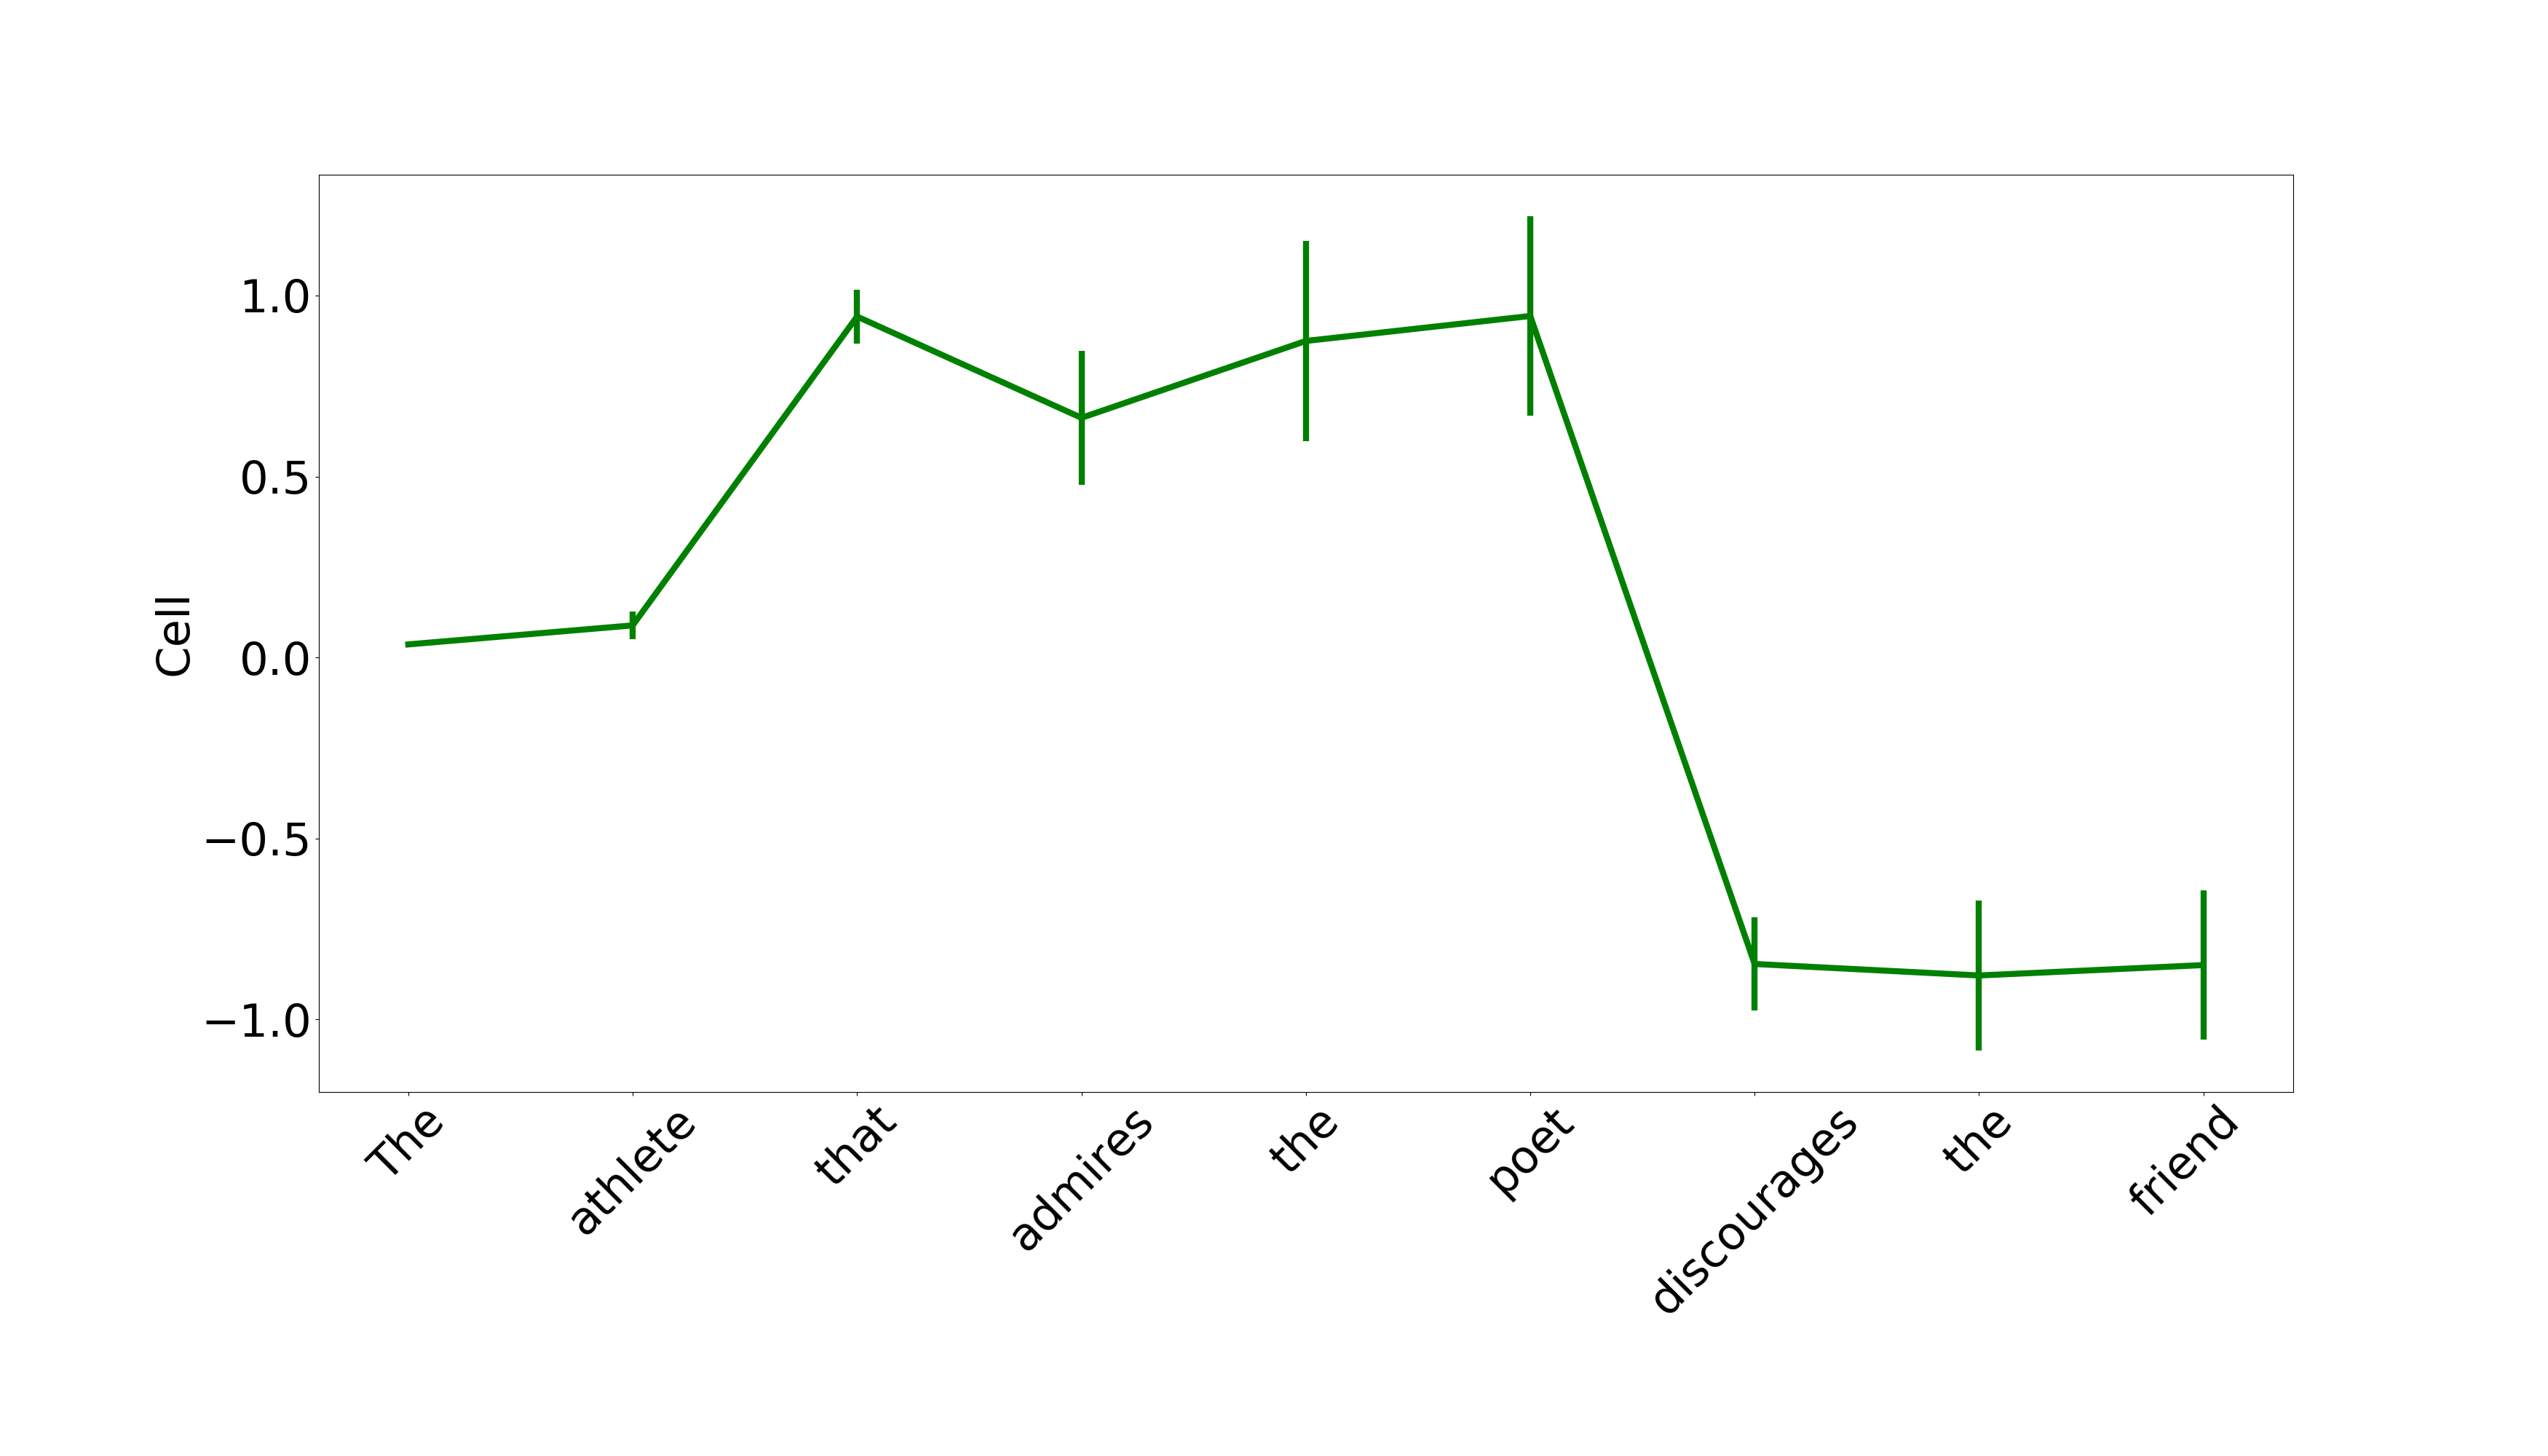 1.0
0.5
0.0
−0.5
−1.0
Cell
The
athlete
that
admires
the
poet
discourages
the
friend